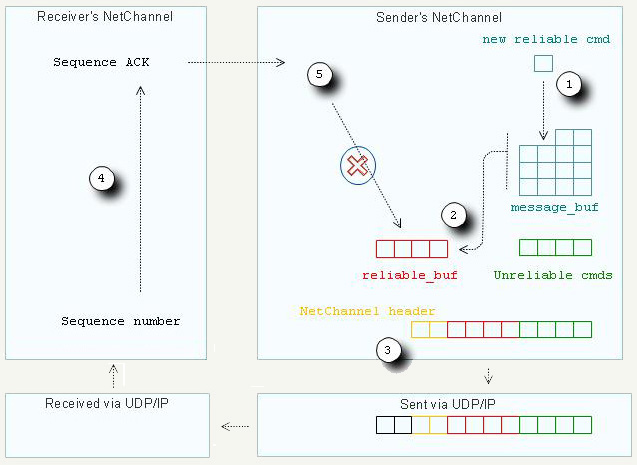 Receiver's NetChannel
Sender's NetChannel
new reliable cmd
Sequence ACK
5
1
4
message_buf
2
reliable_buf
Unreliable cmds
NetChannel header
Sequence number
3
Received via UDP/IP
Sent via UDP/IP